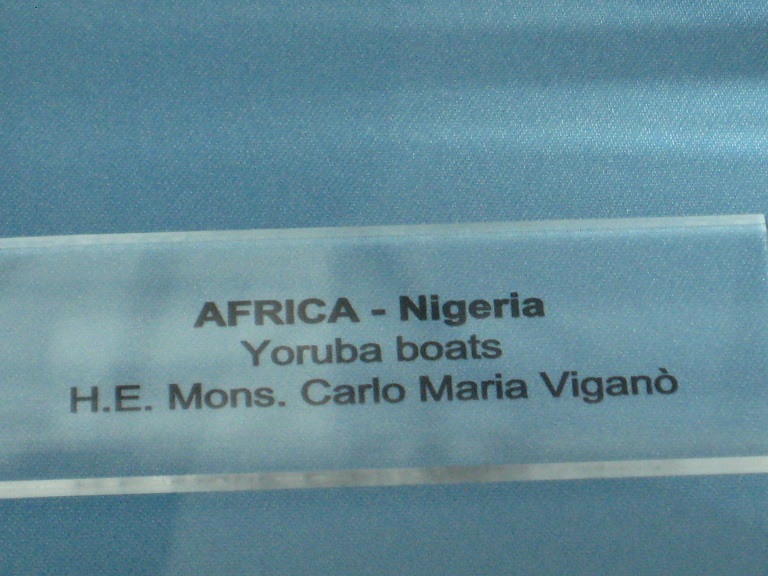 AFRICA - Nigeria
Yoruba boats
H.E. Mons. Carlo Maria Viganò